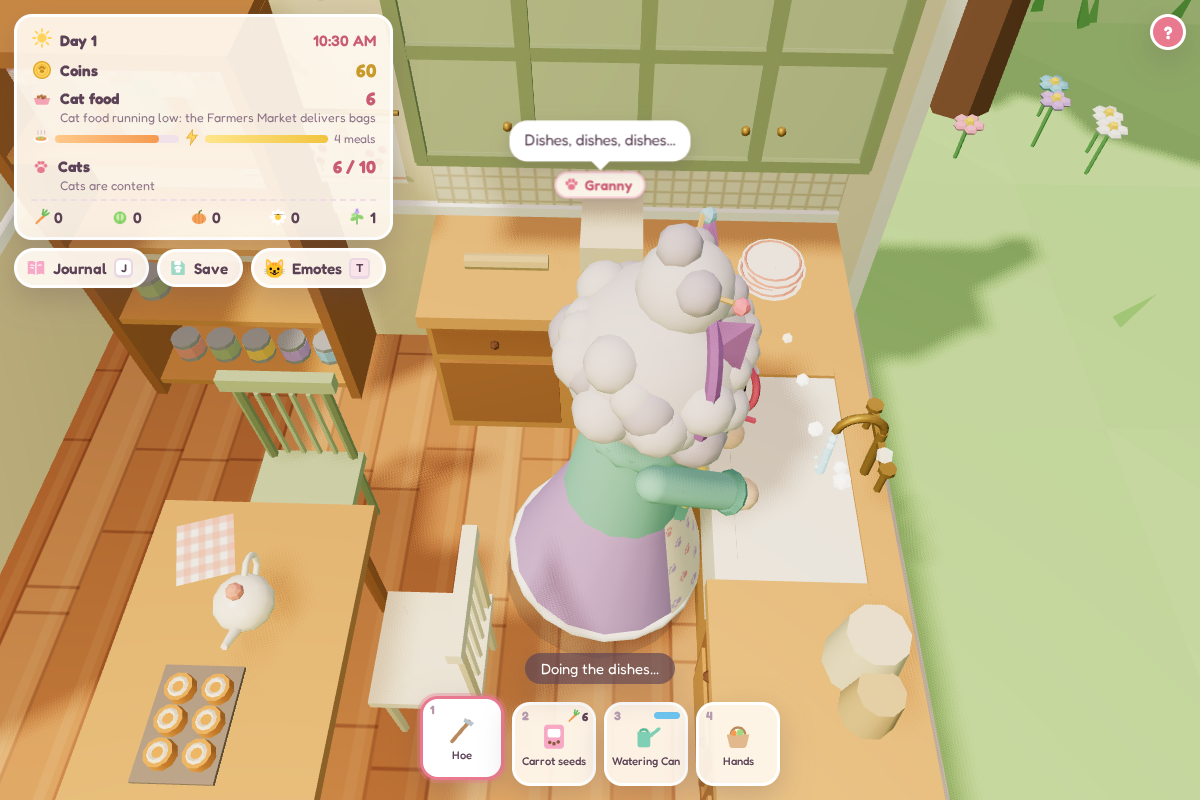 Day 1
10:30 AM
Coins
60
Cat food
6
Cat food running low: the Farmers Market delivers bags
4 meals
Cats
6 / 10
Cats are content
0
0
0
0
1
Journal
J
Save
Emotes
T
?
Dishes, dishes, dishes...
Granny
Doing the dishes...
1
Hoe
2
6
Carrot seeds
3
Watering Can
4
Hands